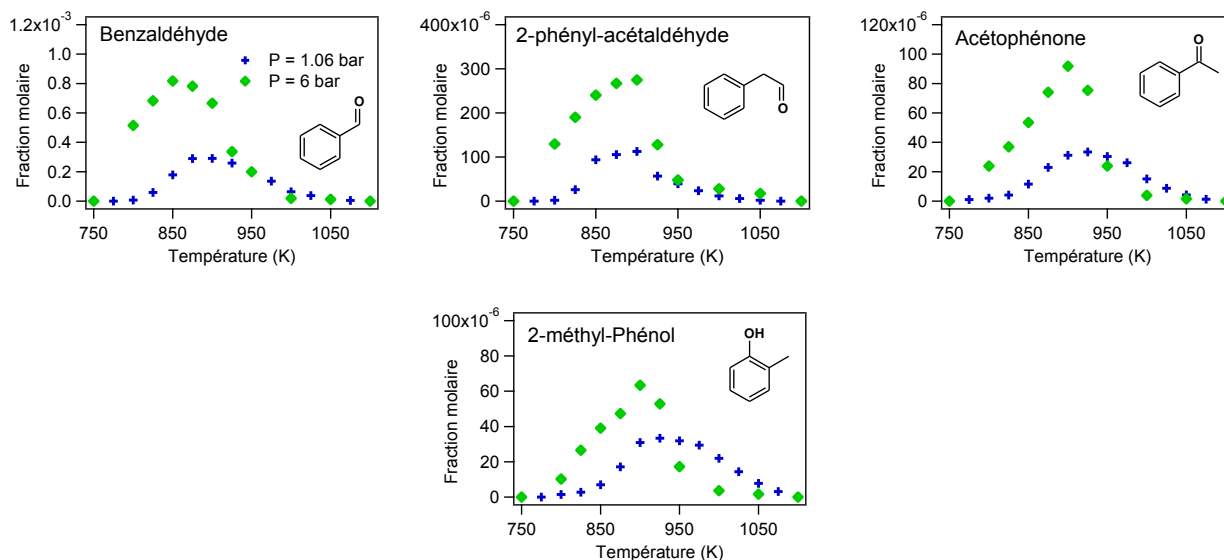 Benzaldéhyde
P = 1.06 bar
P = 6 bar
Fraction molaire
1.2x10-3
1.0
0.8
0.6
0.4
0.2
0.0
O
750
850
950
1050
Température (K)
2-phényl-acétaldéhyde
Fraction molaire
400x10-6
300
200
100
0
O
750
850
950
1050
Température (K)
Acétophénone
Fraction molaire
120x10-6
100
80
60
40
20
0
O
750
850
950
1050
Température (K)
2-méthyl-Phénol
Fraction molaire
100x10-6
80
60
40
20
0
OH
750
850
950
1050
Température (K)